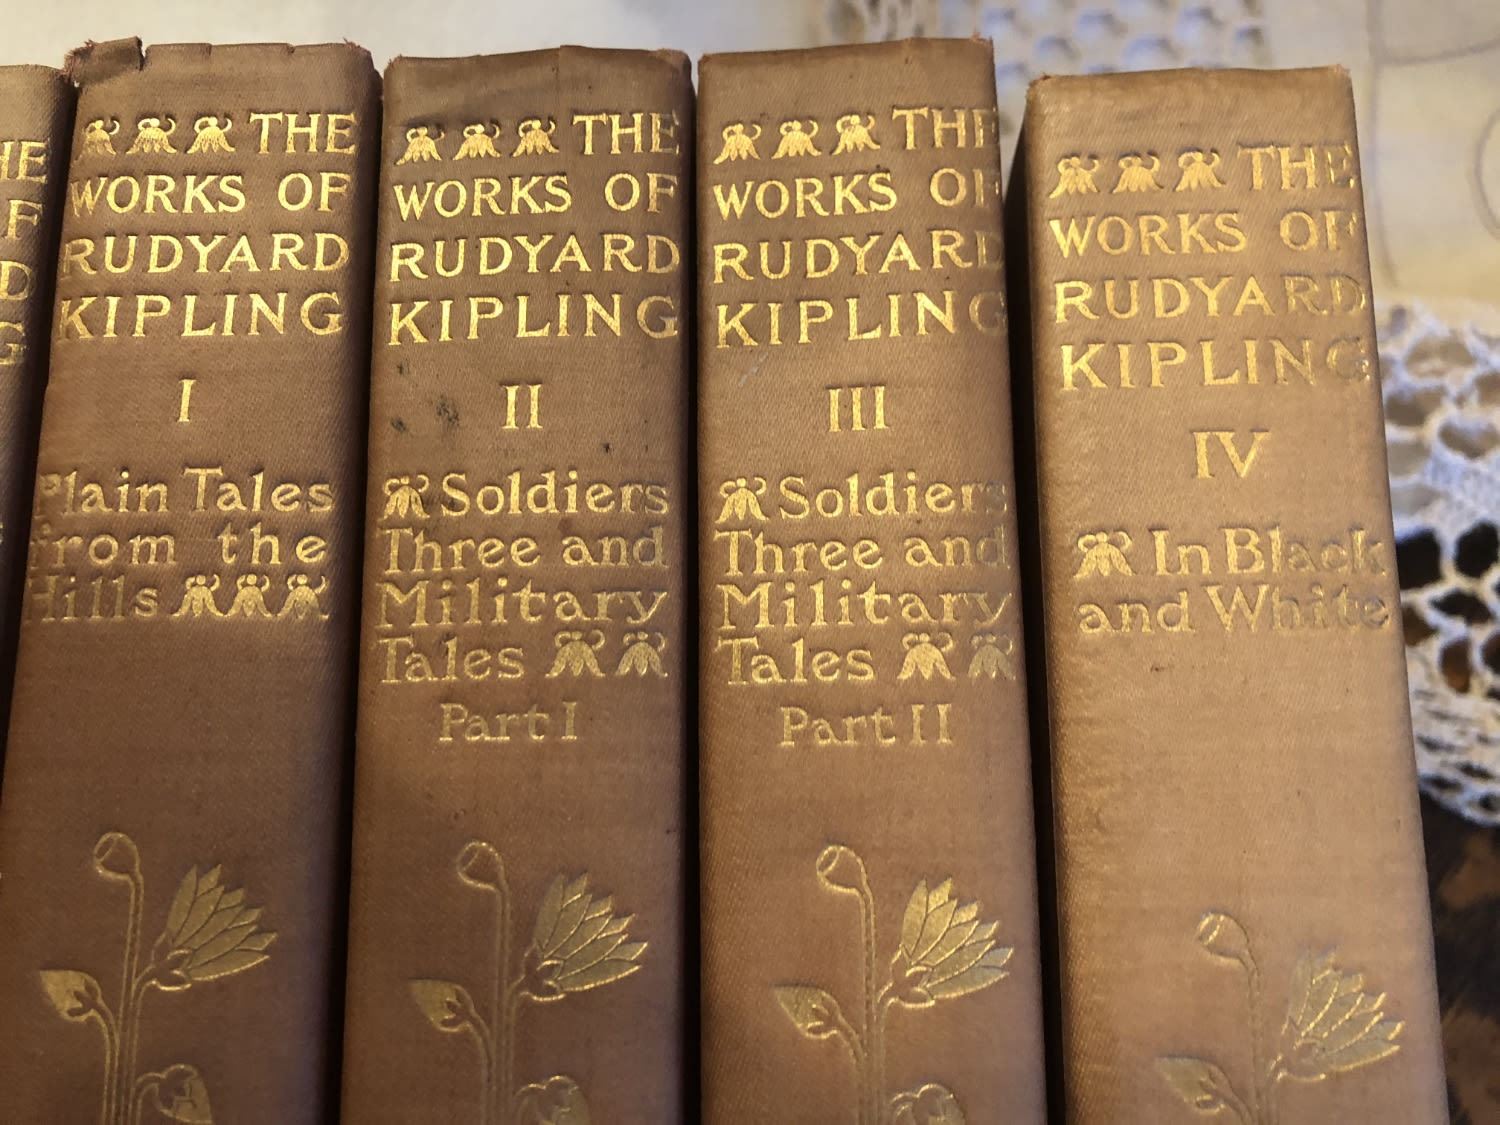 HE
F
D
G
THE
WORKS OF
RUDYARD
KIPLING
I
Plain Tales
from the
Hills
THE
WORKS OF
RUDYARD
KIPLING
II
Soldiers
Three and
Military
Tales
Part I
THE
WORKS OF
RUDYARD
KIPLING
III
Soldiers
Three and
Military
Tales
Part II
THE
WORKS OF
RUDYARD
KIPLING
IV
In Black
and White